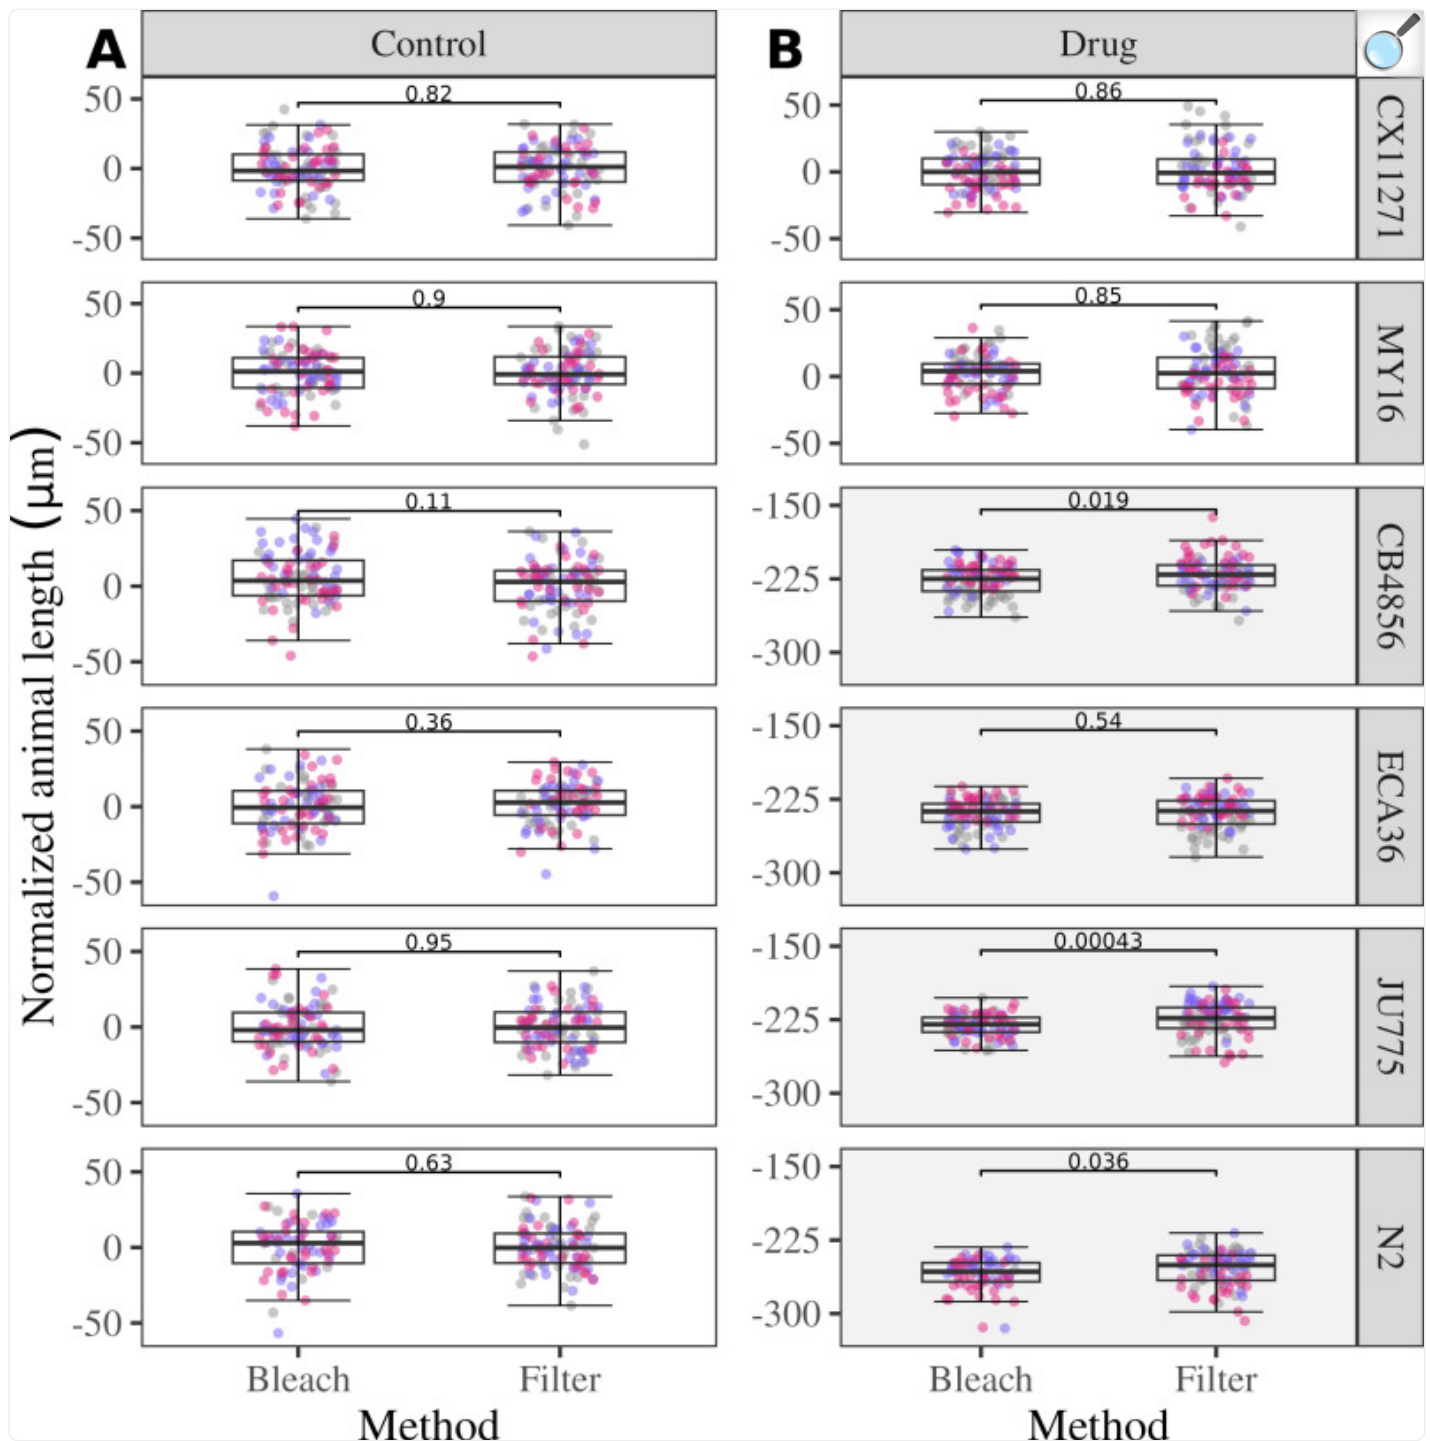 A
Control
B
Drug
50
0
-50
0.82
50
0
-50
0.86
CX11271
50
0
-50
0.9
50
0
-50
0.85
MY16
50
0
-50
0.11
-150
-225
-300
0.019
CB4856
50
0
-50
0.36
-150
-225
-300
0.54
ECA36
50
0
-50
0.95
-150
-225
-300
0.00043
JU775
50
0
-50
0.63
-150
-225
-300
0.036
N2
Normalized animal length (μm)
Bleach
Filter
Bleach
Filter
Method
Method